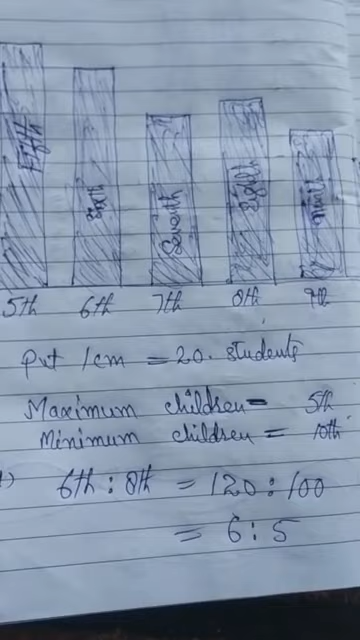 Fifth
Sixth
Seventh
Eighth
Ninth
5th 6th 7th 8th 9th
Put 1cm = 20. students
Maximum children = 5th
Minimum children = 10th
6th : 8th = 120 : 100
= 6 : 5